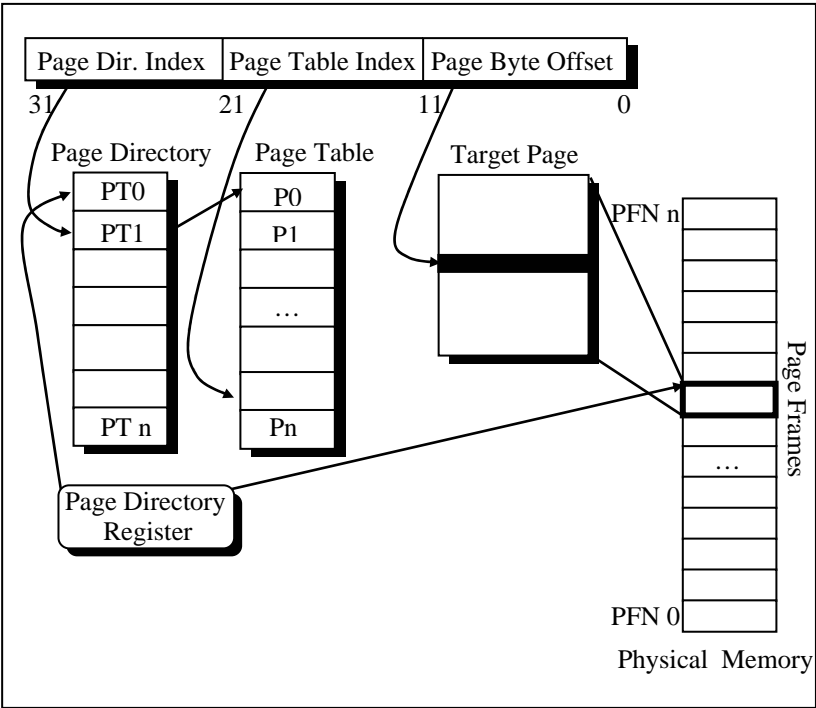 Page Dir. Index
Page Table Index
Page Byte Offset
31
21
11
0
Page Directory
PT0
PT1
PT n
Page Table
P0
P1
…
Pn
Target Page
Page Directory
Register
PFN n
…
PFN 0
Page Frames
Physical Memory